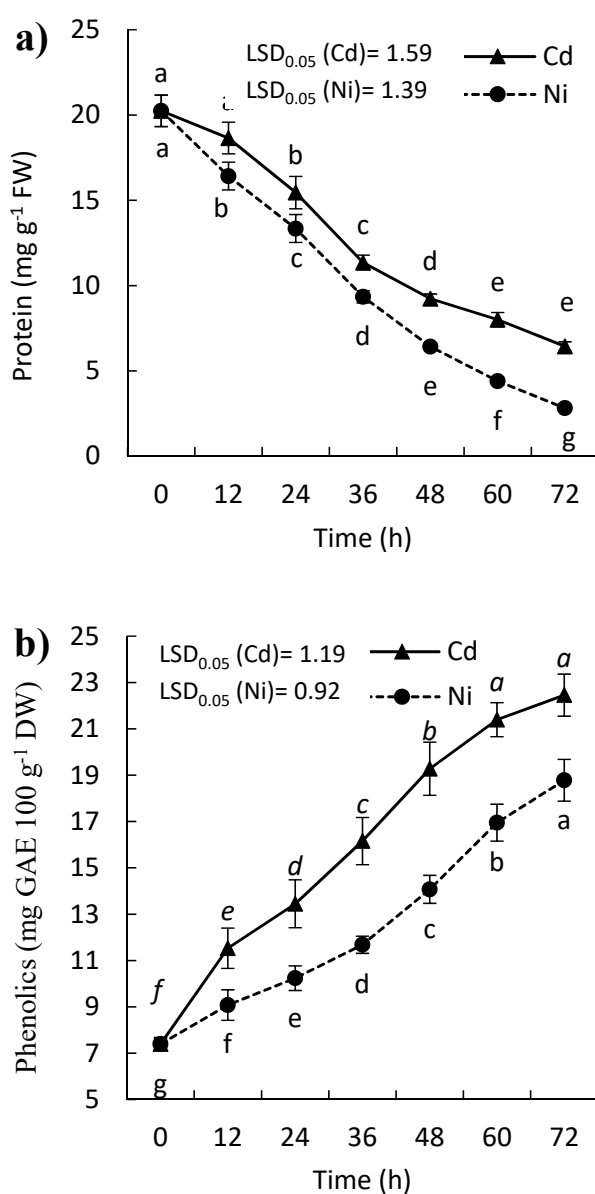 a)
25
LSD0.05 (Cd)= 1.59
Cd
LSD0.05 (Ni)= 1.39
Ni
20
15
10
5
0
Protein (mg g-1 FW)
a
b
c
d
e
e
a
b
c
d
e
f
g
0 12 24 36 48 60 72
Time (h)
b)
25
LSD0.05 (Cd)= 1.19
Cd
LSD0.05 (Ni)= 0.92
Ni
23
21
19
17
15
13
11
9
7
5
Phenolics (mg GAE 100 g-1 DW)
f
e
d
c
b
a
a
g
f
e
d
c
b
a
0 12 24 36 48 60 72
Time (h)